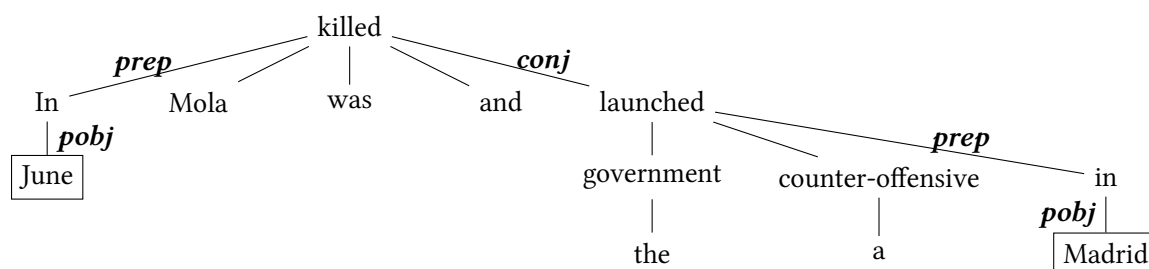 killed
prep conj
In Mola was and launched
pobj prep
June government counter-offensive in
pobj
the a Madrid